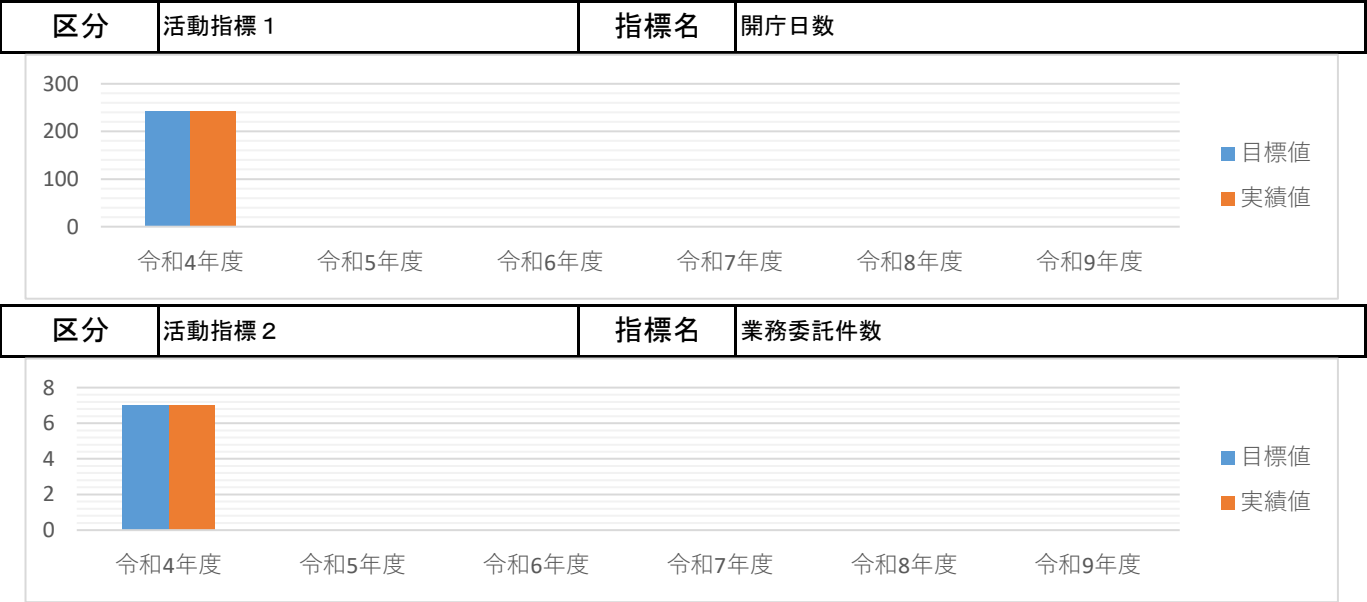 区分 活動指標１ 指標名 開庁日数
300
200
100
0
目標値
実績値
令和4年度 令和5年度 令和6年度 令和7年度 令和8年度 令和9年度
区分 活動指標２ 指標名 業務委託件数
8
6
4
2
0
目標値
実績値
令和4年度 令和5年度 令和6年度 令和7年度 令和8年度 令和9年度